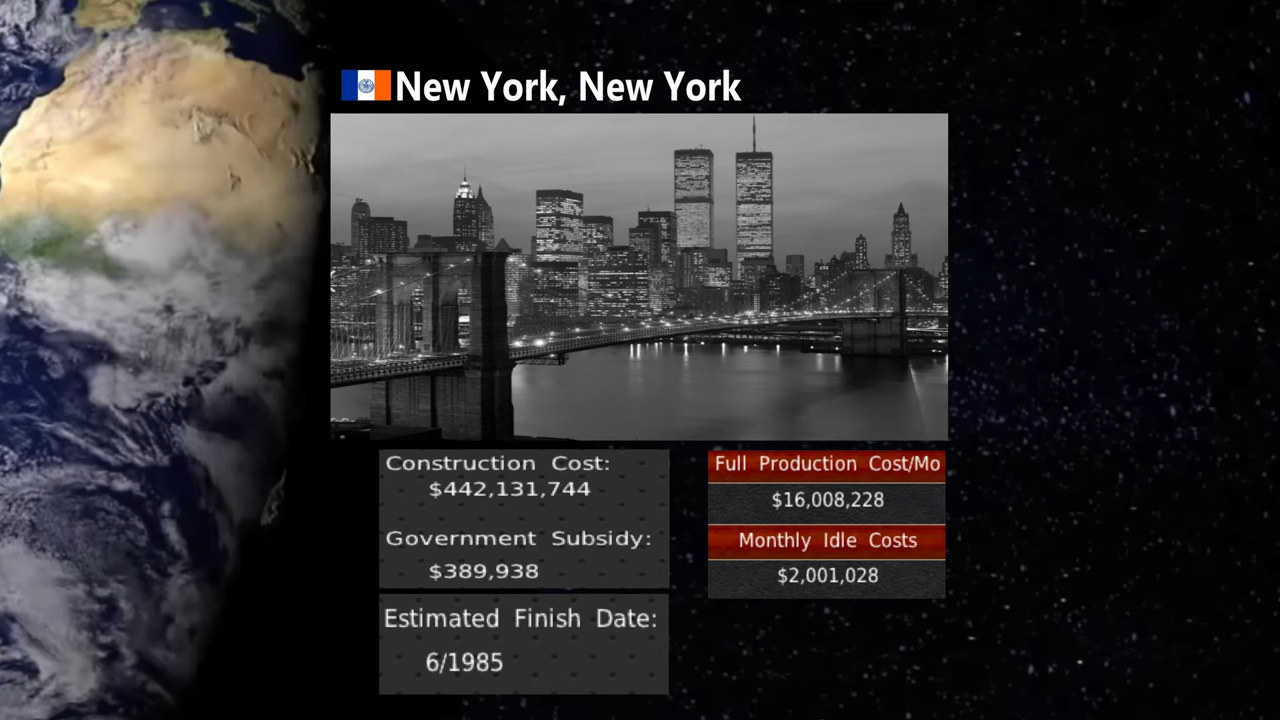 New York, New York
Construction Cost:
$442,131,744
Government Subsidy:
$389,938
Estimated Finish Date:
6/1985
Full Production Cost/Mo
$16,008,228
Monthly Idle Costs
$2,001,028